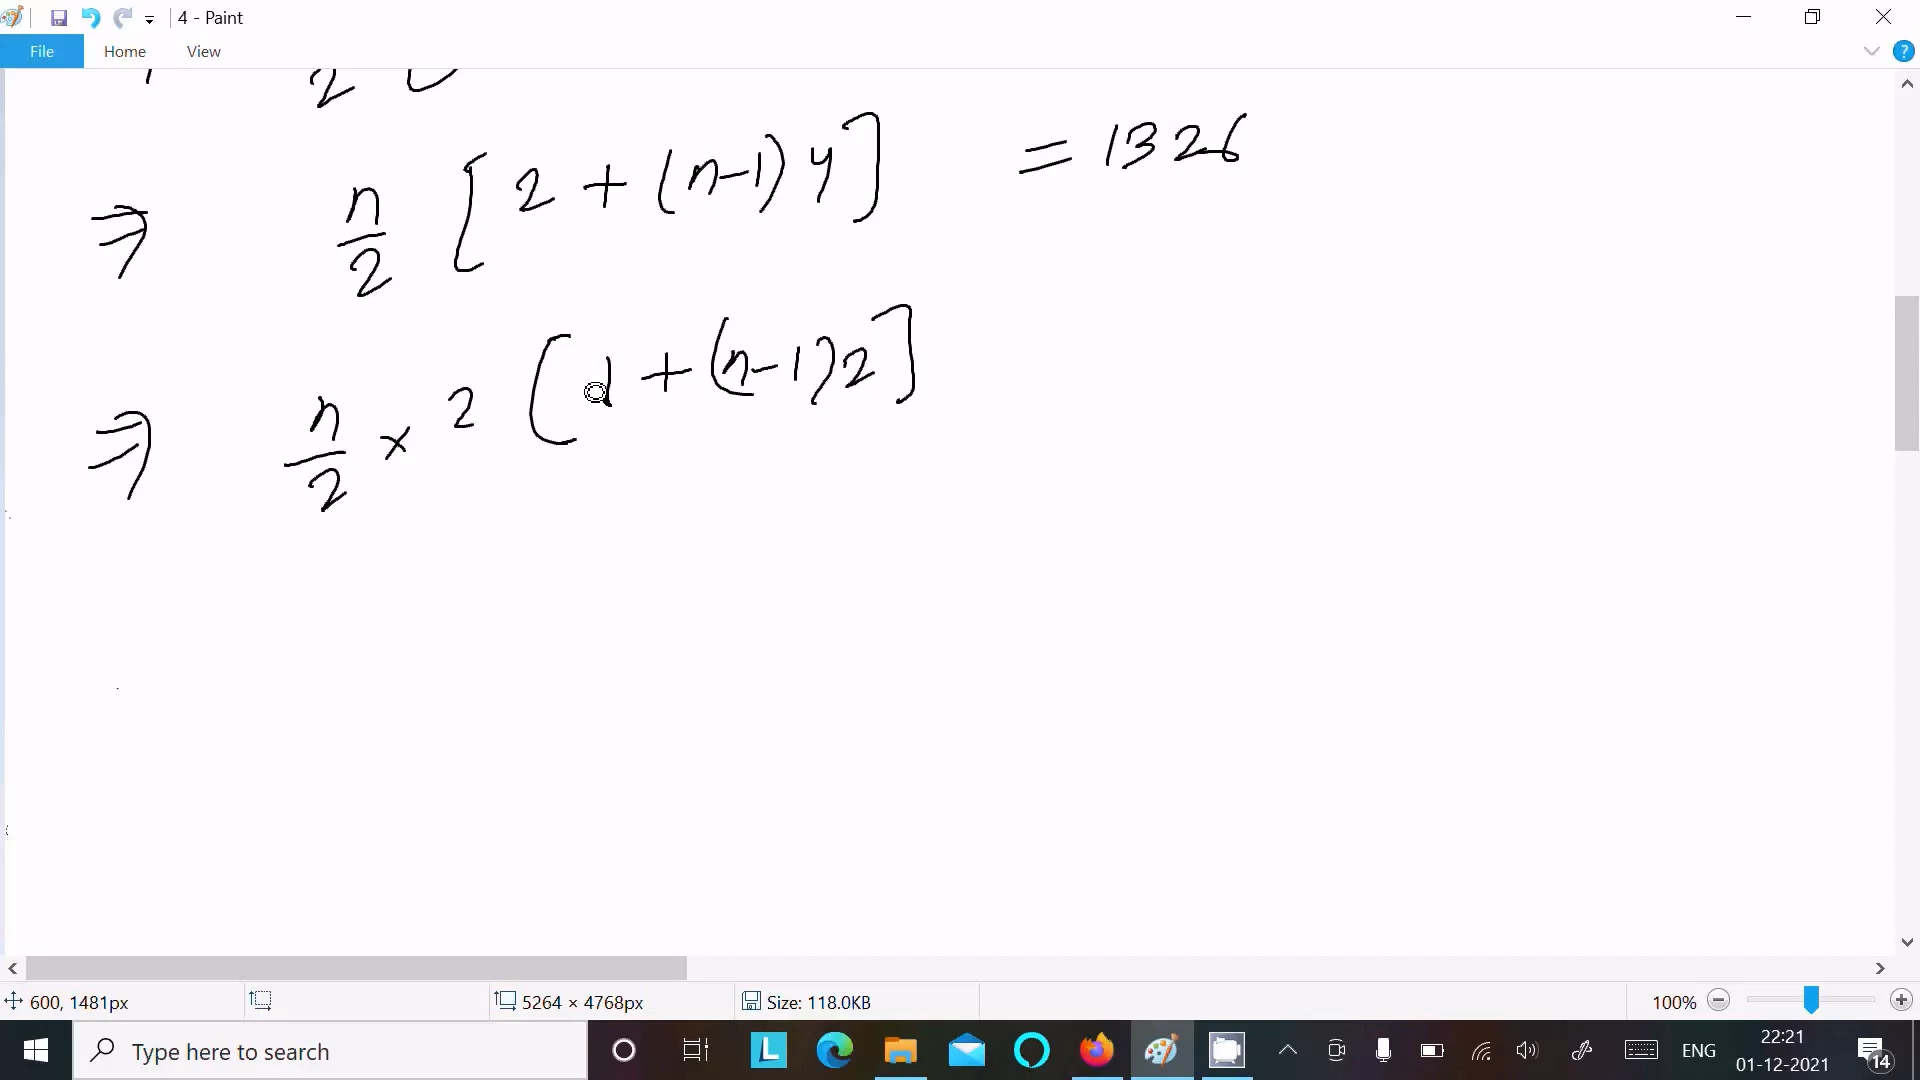 4 - Paint
File Home View
2
⇒ n/2 [2 + (n-1) 4] = 1326
⇒ n/2 × 2 [1 + (n-1) 2]
600, 1481px 5264 × 4768px Size: 118.0KB 100%
Type here to search L ENG 22:21
01-12-2021 14